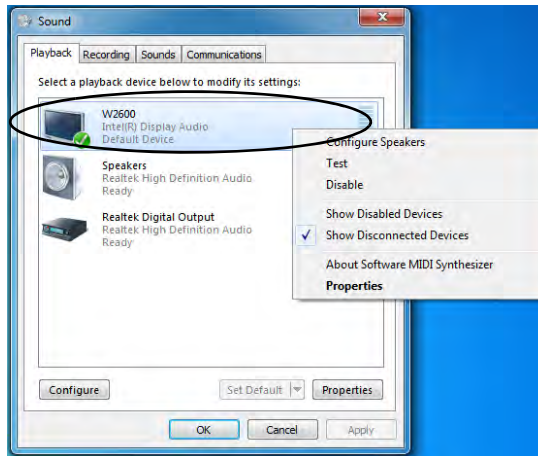 Sound
Playback Recording Sounds Communications
Select a playback device below to modify its settings:
W2600
Intel(R) Display Audio
Default Device
Speakers
Realtek High Definition Audio
Ready
Realtek Digital Output
Realtek High Definition Audio
Ready
Configure Speakers
Test
Disable
Show Disabled Devices
Show Disconnected Devices
About Software MIDI Synthesizer
Properties
Configure Set Default Properties
OK Cancel Apply